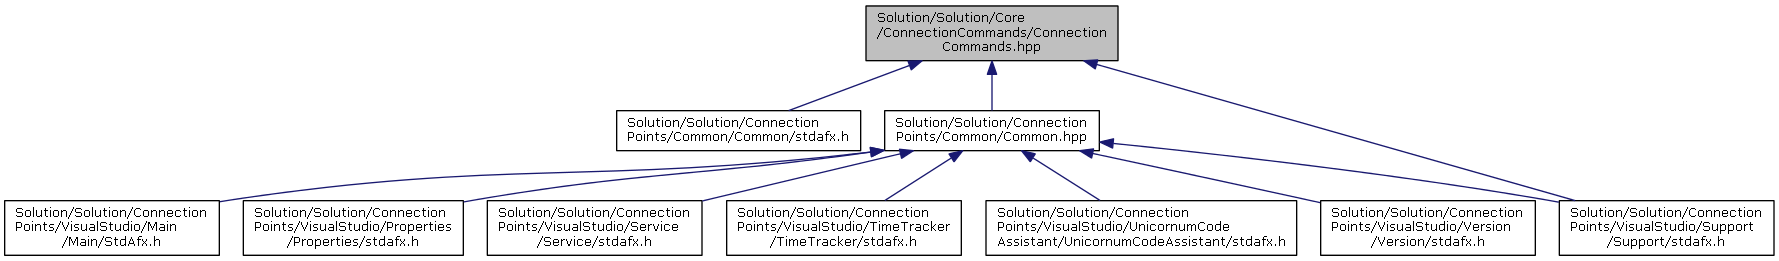 Solution/Solution/Core
/ConnectionCommands/Connection
Commands.hpp
Solution/Solution/Connection
Points/Common/Common/stdafx.h
Solution/Solution/Connection
Points/Common/Common.hpp
Solution/Solution/Connection
Points/VisualStudio/Main
/Main/StdAfx.h
Solution/Solution/Connection
Points/VisualStudio/Properties
/Properties/stdafx.h
Solution/Solution/Connection
Points/VisualStudio/Service
/Service/stdafx.h
Solution/Solution/Connection
Points/VisualStudio/TimeTracker
/TimeTracker/stdafx.h
Solution/Solution/Connection
Points/VisualStudio/UnicornumCode
Assistant/UnicornumCodeAssistant/stdafx.h
Solution/Solution/Connection
Points/VisualStudio/Version
/Version/stdafx.h
Solution/Solution/Connection
Points/VisualStudio/Support
/Support/stdafx.h